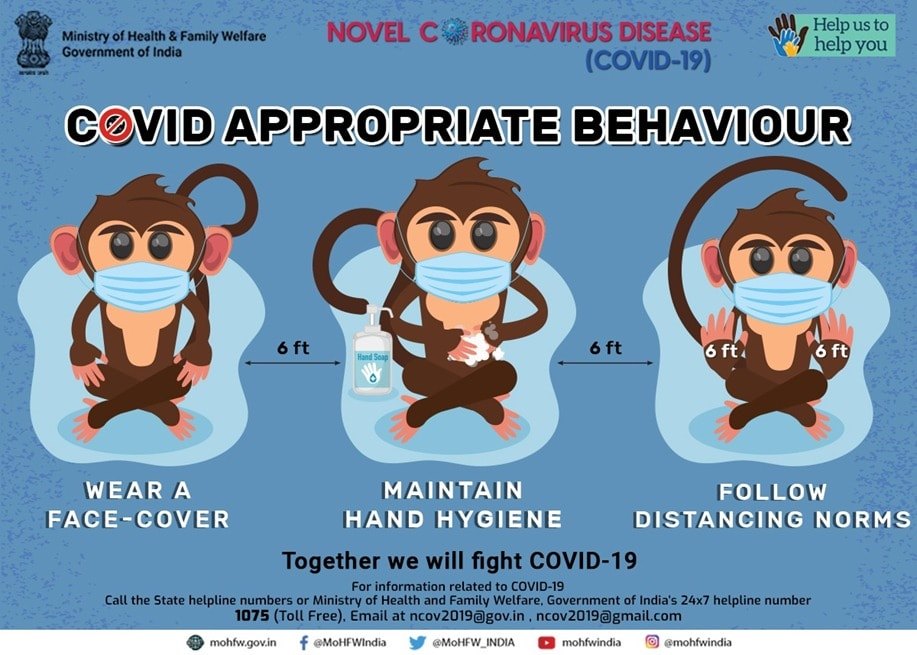 Ministry of Health & Family Welfare
Government of India
NOVEL CORONAVIRUS DISEASE
(COVID-19)
Help us to
help you
COVID APPROPRIATE BEHAVIOUR
6 ft
6 ft
Hand Soap
6 ft
6 ft
WEAR A
FACE-COVER
MAINTAIN
HAND HYGIENE
FOLLOW
DISTANCING NORMS
Together we will fight COVID-19
For information related to COVID-19
Call the State helpline numbers or Ministry of Health and Family Welfare, Government of India's 24x7 helpline number
1075 (Toll Free), Email at ncov2019@gov.in , ncov2019@gmail.com
mohfw.gov.in @MoHFWIndia @MoHFW_INDIA mohfwindia @mohfwindia